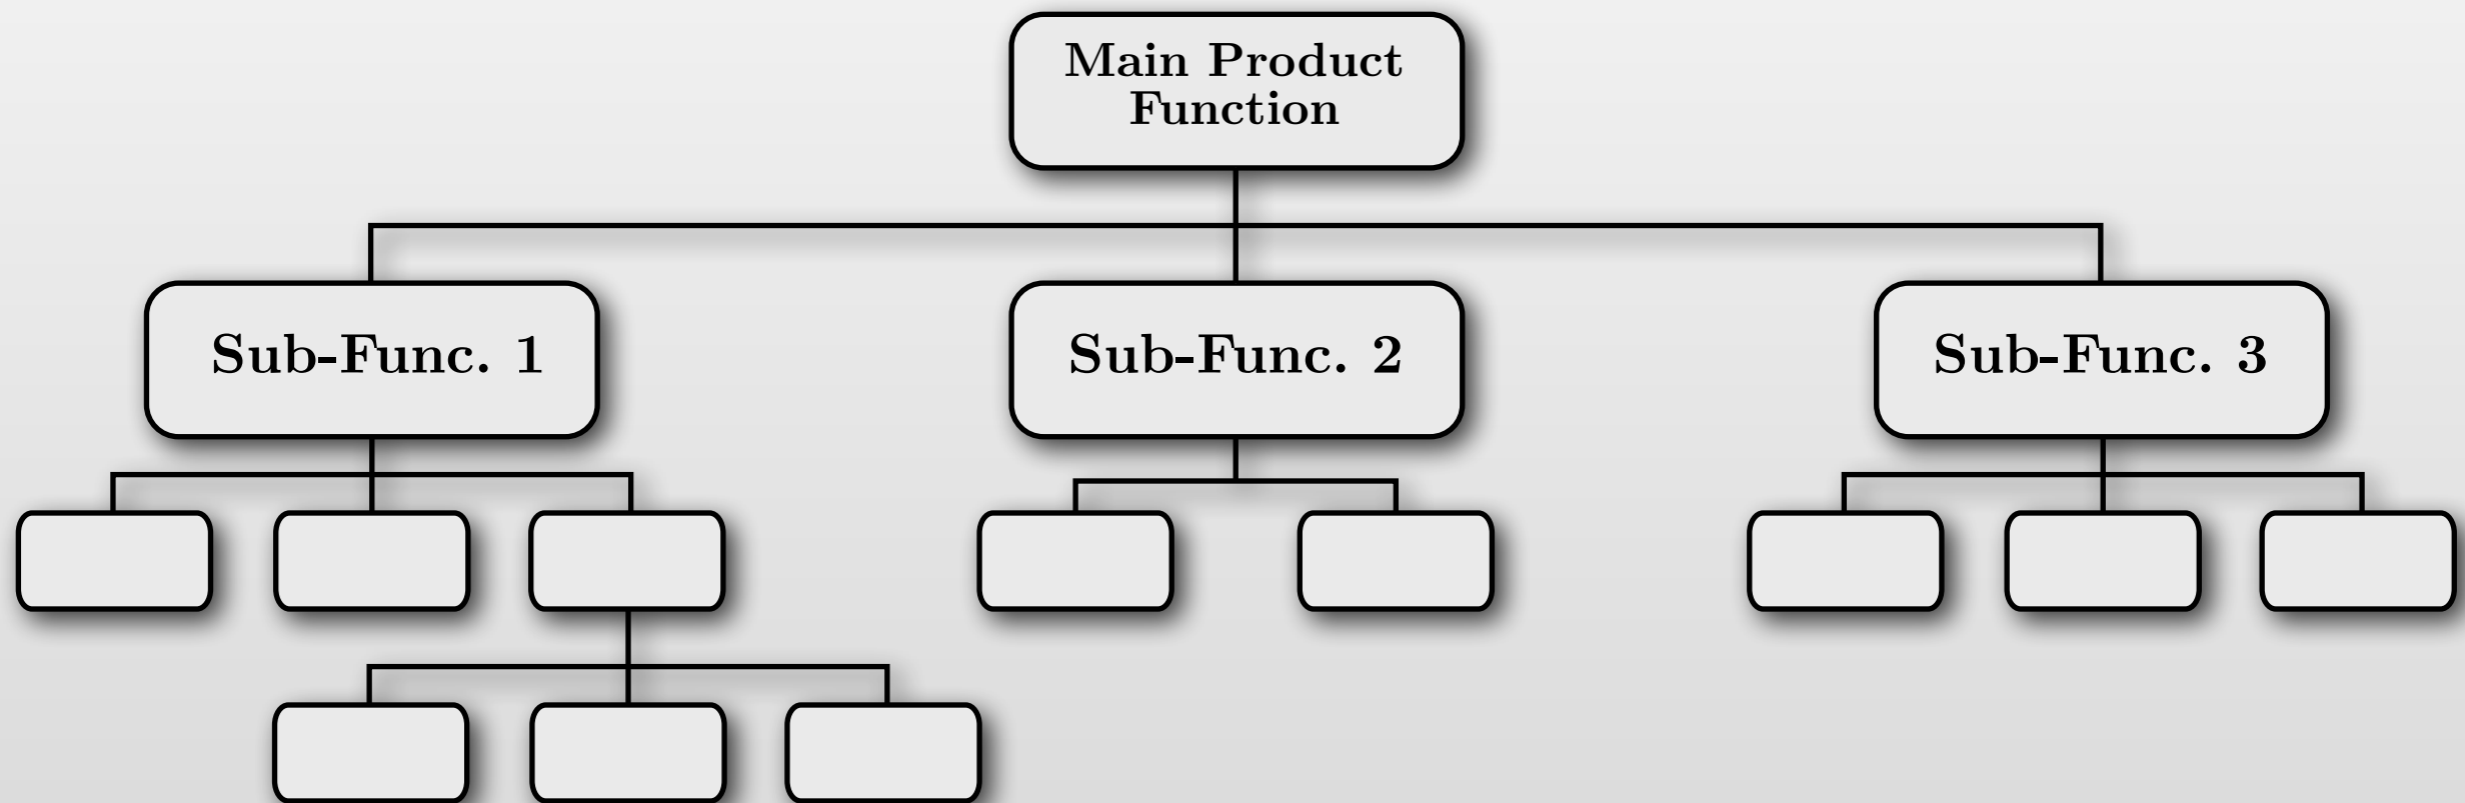 Main Product
Function
Sub-Func. 1
Sub-Func. 2
Sub-Func. 3